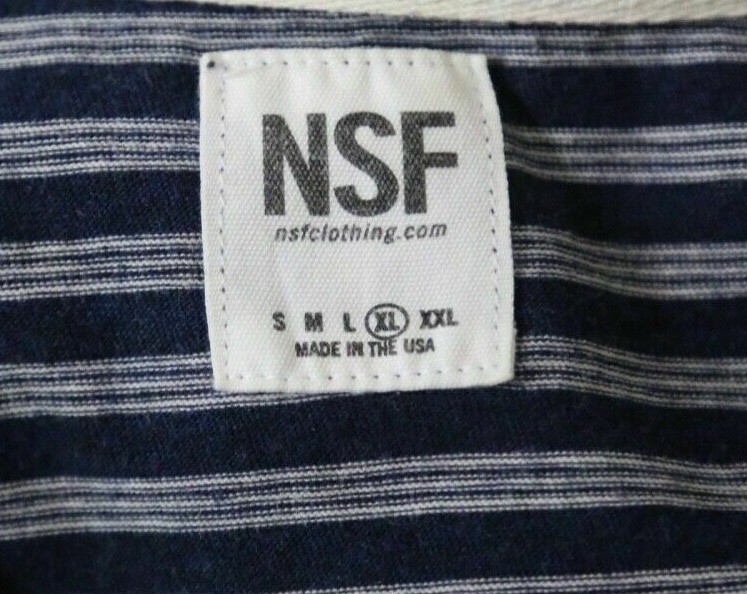 NSF
nsfclothing.com
S M L XL XXL
MADE IN THE USA